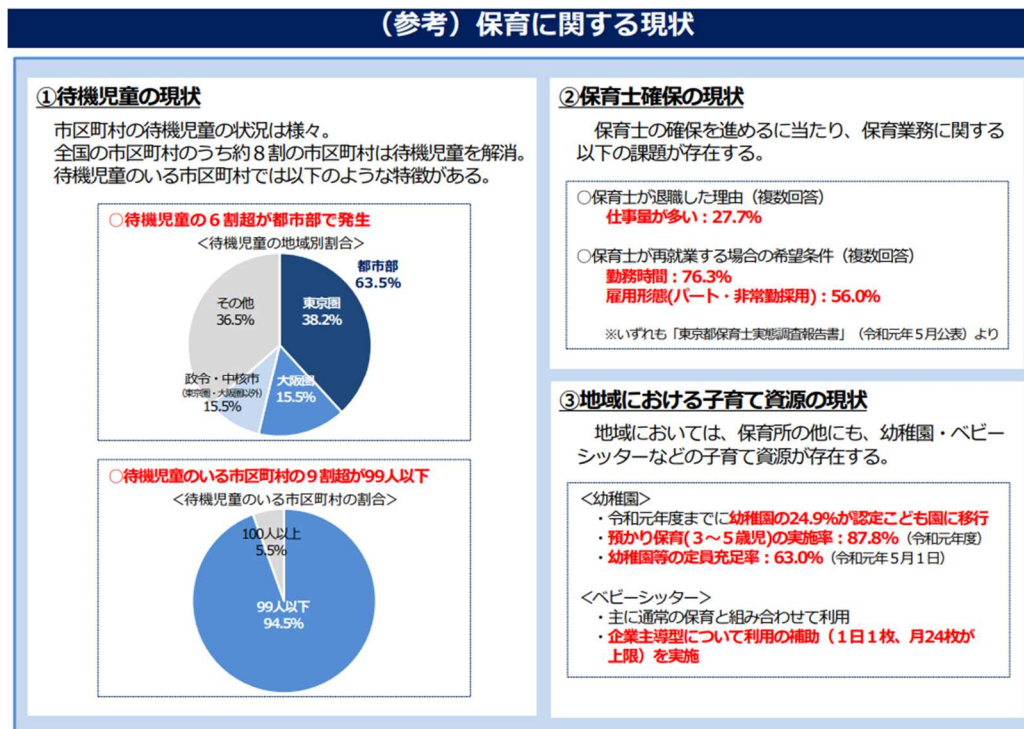 （参考）保育に関する現状
①待機児童の現状
市区町村の待機児童の状況は様々。
全国の市区町村のうち約８割の市区町村は待機児童を解消。
待機児童のいる市区町村では以下のような特徴がある。
○待機児童の６割超が都市部で発生
＜待機児童の地域別割合＞
都市部
63.5%
東京圏
38.2%
大阪圏
15.5%
政令・中核市
（東京圏・大阪圏以外）
15.5%
その他
36.5%
○待機児童のいる市区町村の９割超が99人以下
＜待機児童のいる市区町村の割合＞
100人以上
5.5%
99人以下
94.5%
②保育士確保の現状
保育士の確保を進めるに当たり、保育業務に関する
以下の課題が存在する。
○保育士が退職した理由（複数回答）
仕事量が多い：27.7%
○保育士が再就業する場合の希望条件（複数回答）
勤務時間：76.3%
雇用形態(パート・非常勤採用)：56.0%
※いずれも「東京都保育士実態調査報告書」（令和元年５月公表）より
③地域における子育て資源の現状
地域においては、保育所の他にも、幼稚園・ベビー
シッターなどの子育て資源が存在する。
＜幼稚園＞
・令和元年度までに幼稚園の24.9%が認定こども園に移行
・預かり保育(３～５歳児)の実施率：87.8%（令和元年度）
・幼稚園等の定員充足率：63.0%（令和元年５月１日）
＜ベビーシッター＞
・主に通常の保育と組み合わせて利用
・企業主導型について利用の補助（１日１枚、月24枚が
上限）を実施